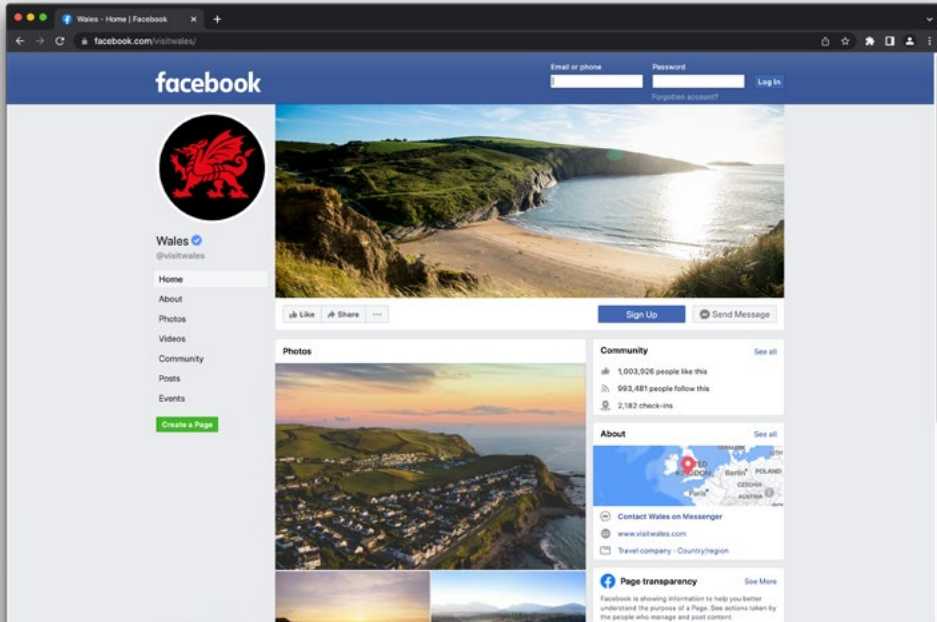 Wales - Home | Facebook
facebook.com/visitwales/
facebook
Email or phone
Password
Log In
Forgotten account?
Wales
@visitwales
Home
About
Photos
Videos
Community
Posts
Events
Create a Page
Like
Share
Sign Up
Send Message
Photos
Community
See all
1,003,926 people like this
993,481 people follow this
2,182 check-ins
About
See all
Berlin
POLAND
Paris
CZECHIA
AUSTRIA
Contact Wales on Messenger
www.visitwales.com
Travel company · Country/region
Page transparency
See More
Facebook is showing information to help you better
understand the purpose of a Page. See actions taken by
the people who manage and post content.